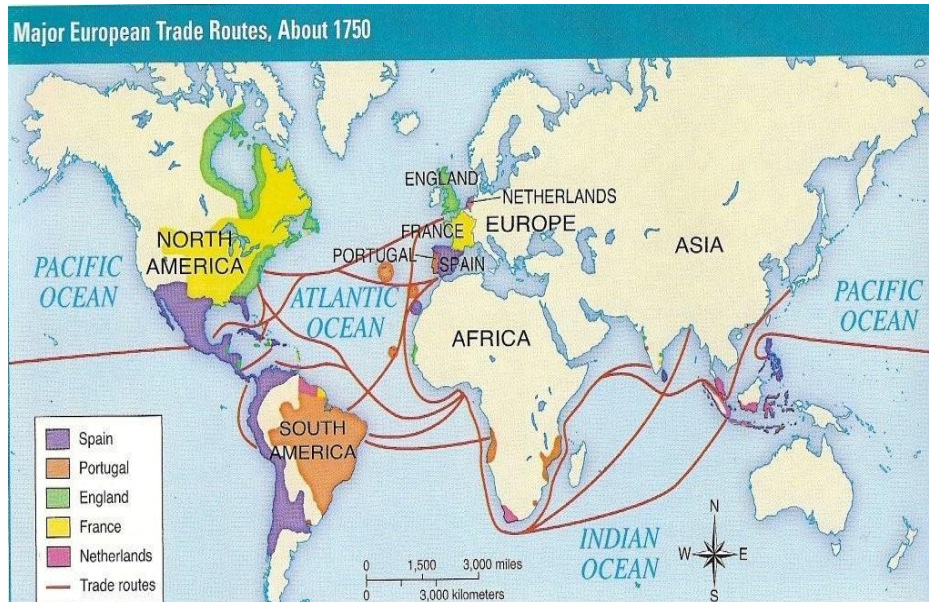 Major European Trade Routes, About 1750
ENGLAND
NETHERLANDS
FRANCE
EUROPE
NORTH
AMERICA
PORTUGAL
SPAIN
ASIA
PACIFIC
OCEAN
ATLANTIC
OCEAN
PACIFIC
OCEAN
AFRICA
SOUTH
AMERICA
Spain
Portugal
England
France
Netherlands
Trade routes
INDIAN
OCEAN
N
W
E
S
0 1,500 3,000 miles
0 3,000 kilometers